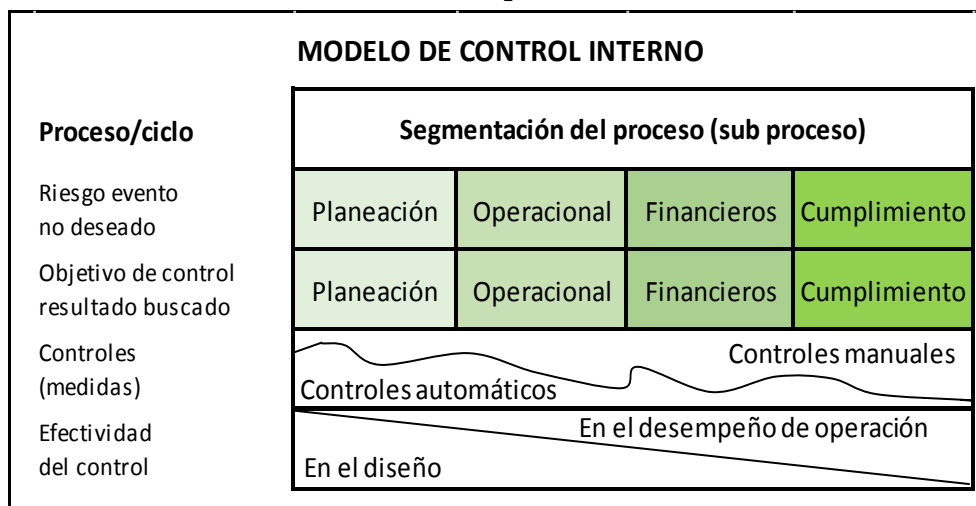 MODELO DE CONTROL INTERNO
Proceso/ciclo
Segmentación del proceso (sub proceso)
Riesgo evento
no deseado
Planeación
Operacional
Financieros
Cumplimiento
Objetivo de control
resultado buscado
Planeación
Operacional
Financieros
Cumplimiento
Controles
(medidas)
Controles manuales
Controles automáticos
Efectividad
del control
En el desempeño de operación
En el diseño